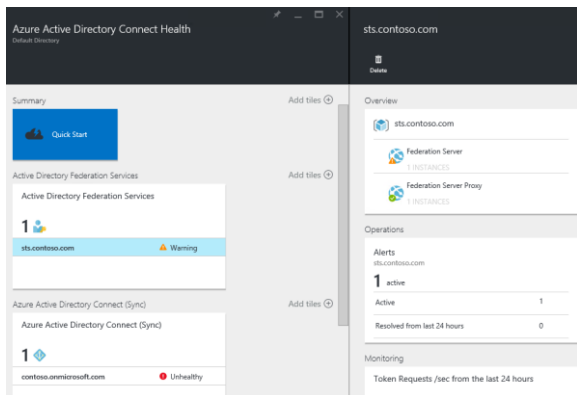 Azure Active Directory Connect Health
Default Directory
Summary
Add tiles
Quick Start
Active Directory Federation Services
Add tiles
Active Directory Federation Services
1
sts.contoso.com Warning
Azure Active Directory Connect (Sync)
Add tiles
Azure Active Directory Connect (Sync)
1
contoso.onmicrosoft.com Unhealthy
sts.contoso.com
Delete
Overview
sts.contoso.com
Federation Server
1 INSTANCES
Federation Server Proxy
1 INSTANCES
Operations
Alerts
sts.contoso.com
1 active
Active 1
Resolved from last 24 hours 0
Monitoring
Token Requests /sec from the last 24 hours